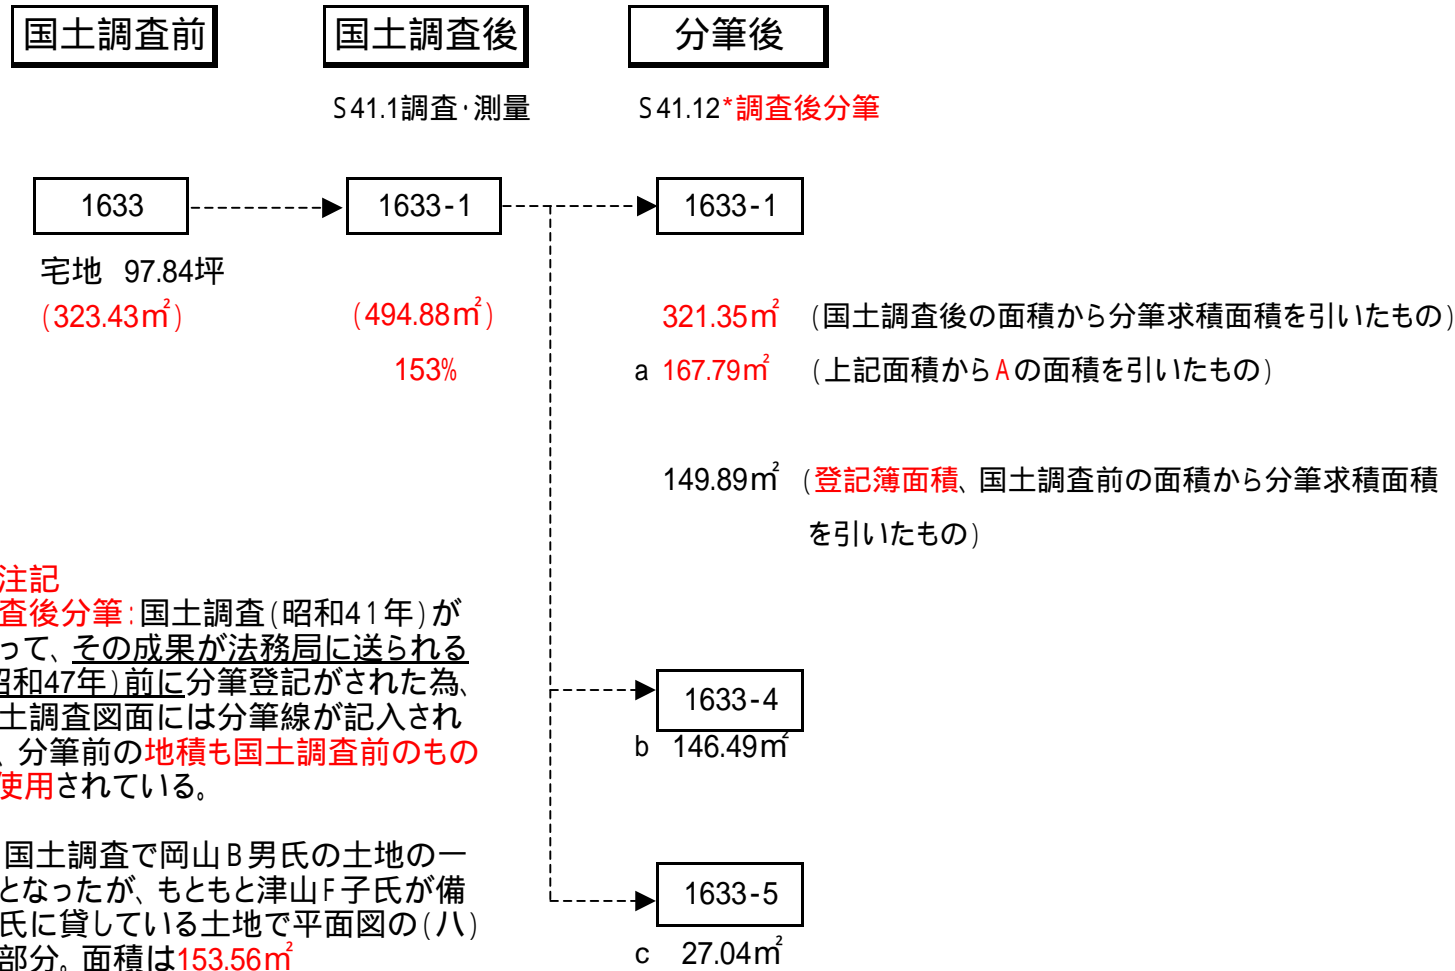 国土調査前 国土調査後 分筆後
S41.1調査・測量 S41.12*調査後分筆
1633 1633-1 1633-1
宅地 97.84坪
(323.43㎡) (494.88㎡) 321.35㎡ (国土調査後の面積から分筆求積面積を引いたもの)
153% a 167.79㎡ (上記面積からAの面積を引いたもの)
149.89㎡ (登記簿面積、国土調査前の面積から分筆求積面積
を引いたもの)
注記
査後分筆:国土調査(昭和41年)が
って、その成果が法務局に送られる
昭和47年)前に分筆登記がされた為、
土調査図面には分筆線が記入され
、分筆前の地積も国土調査前のもの
使用されている。
1633-4
b 146.49㎡
国土調査で岡山B男氏の土地の一
となったが、もともと津山F子氏が備
氏に貸している土地で平面図の(八)
部分。面積は153.56㎡
1633-5
c 27.04㎡